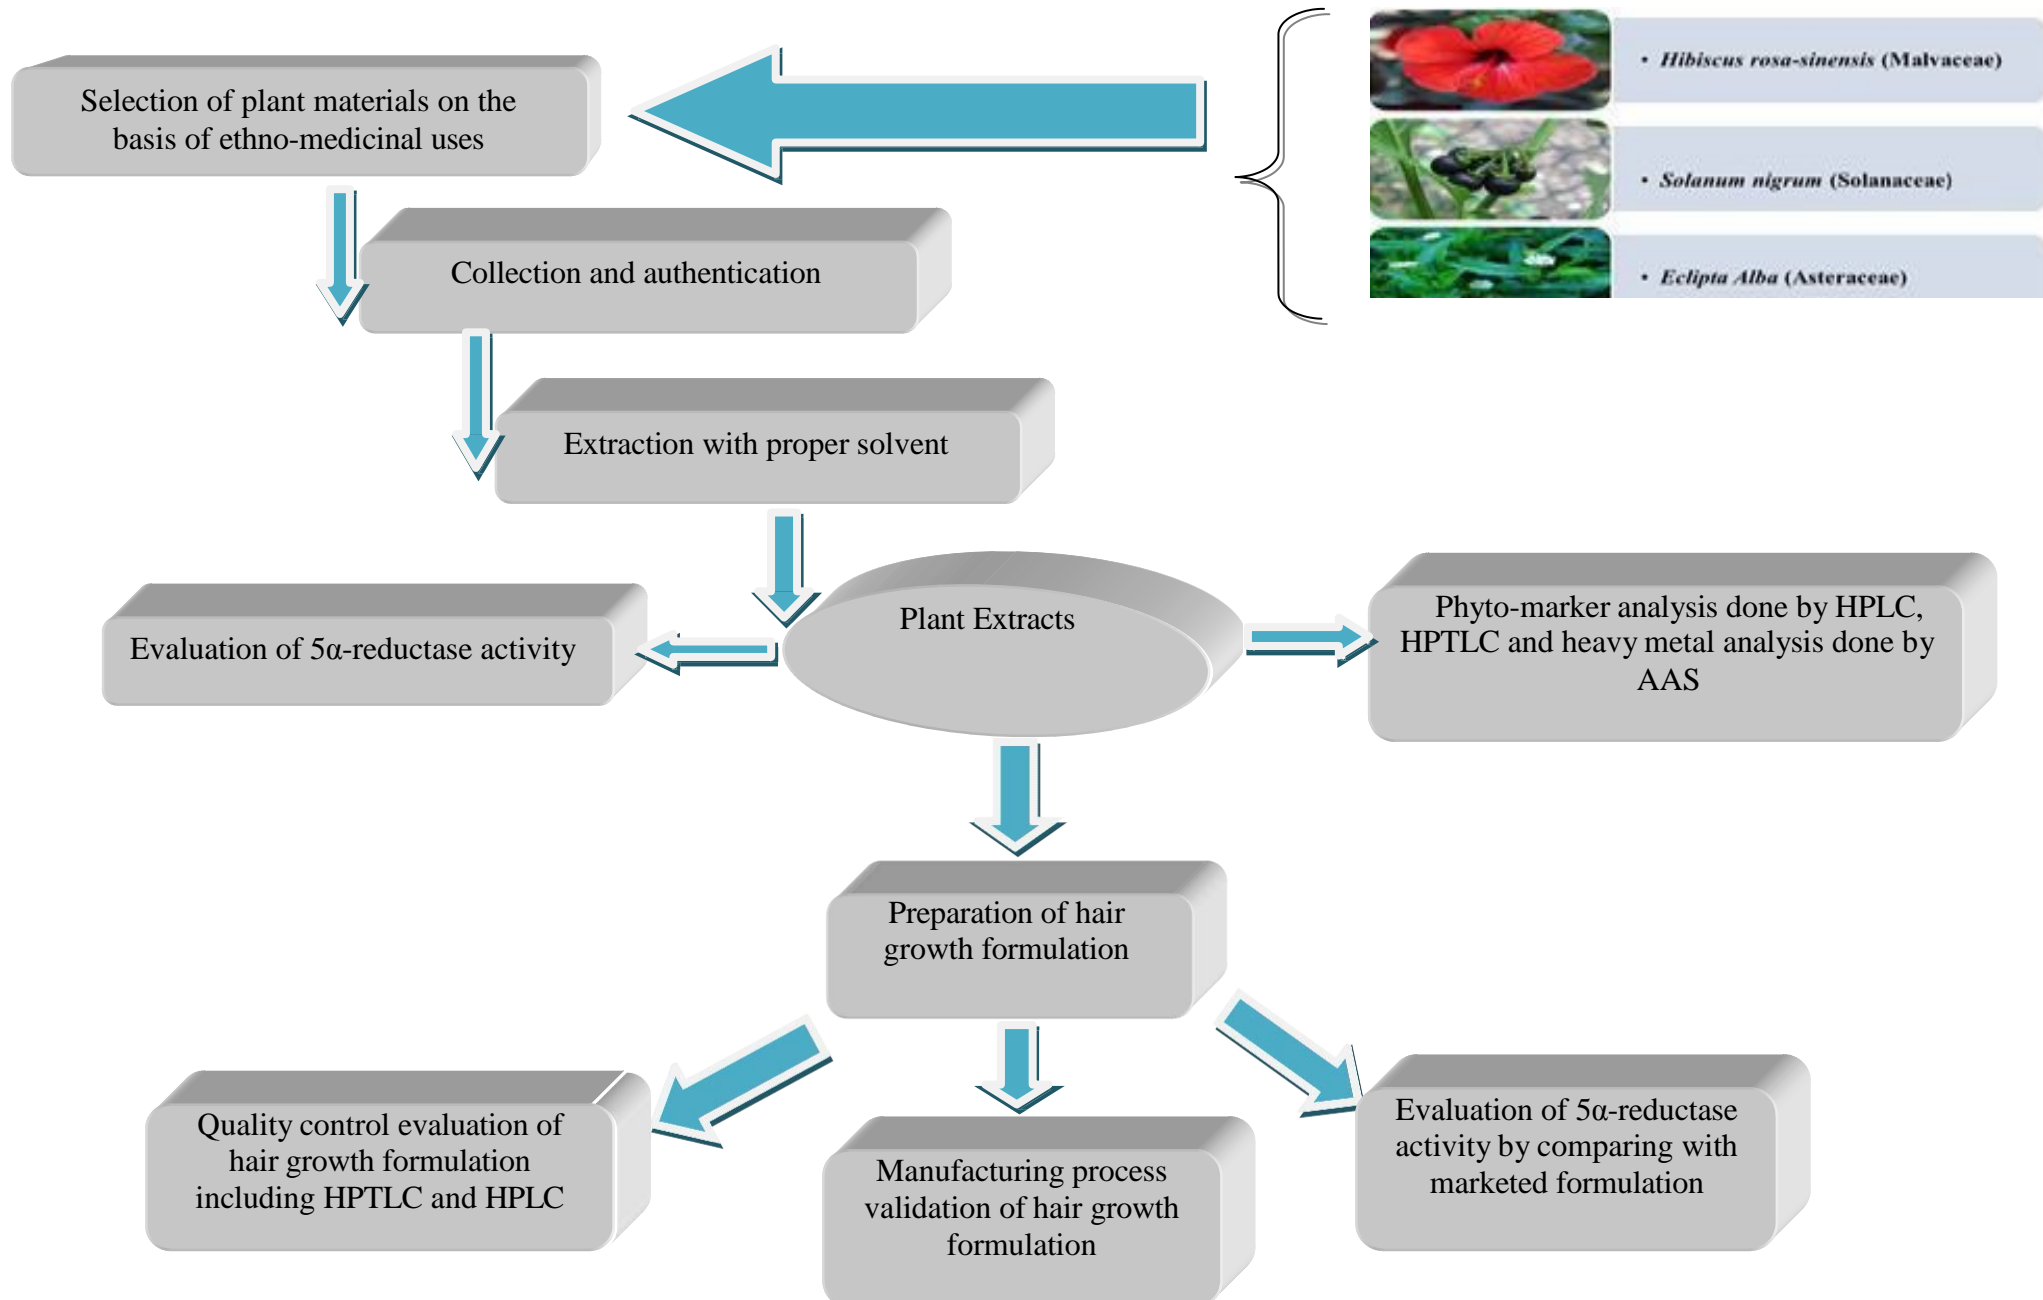 Selection of plant materials on the
basis of ethno-medicinal uses
• Hibiscus rosa-sinensis (Malvaceae)
• Solanum nigrum (Solanaceae)
• Eclipta Alba (Asteraceae)
Collection and authentication
Extraction with proper solvent
Plant Extracts
Evaluation of 5α-reductase activity
Phyto-marker analysis done by HPLC,
HPTLC and heavy metal analysis done by
AAS
Preparation of hair
growth formulation
Quality control evaluation of
hair growth formulation
including HPTLC and HPLC
Manufacturing process
validation of hair growth
formulation
Evaluation of 5α-reductase
activity by comparing with
marketed formulation